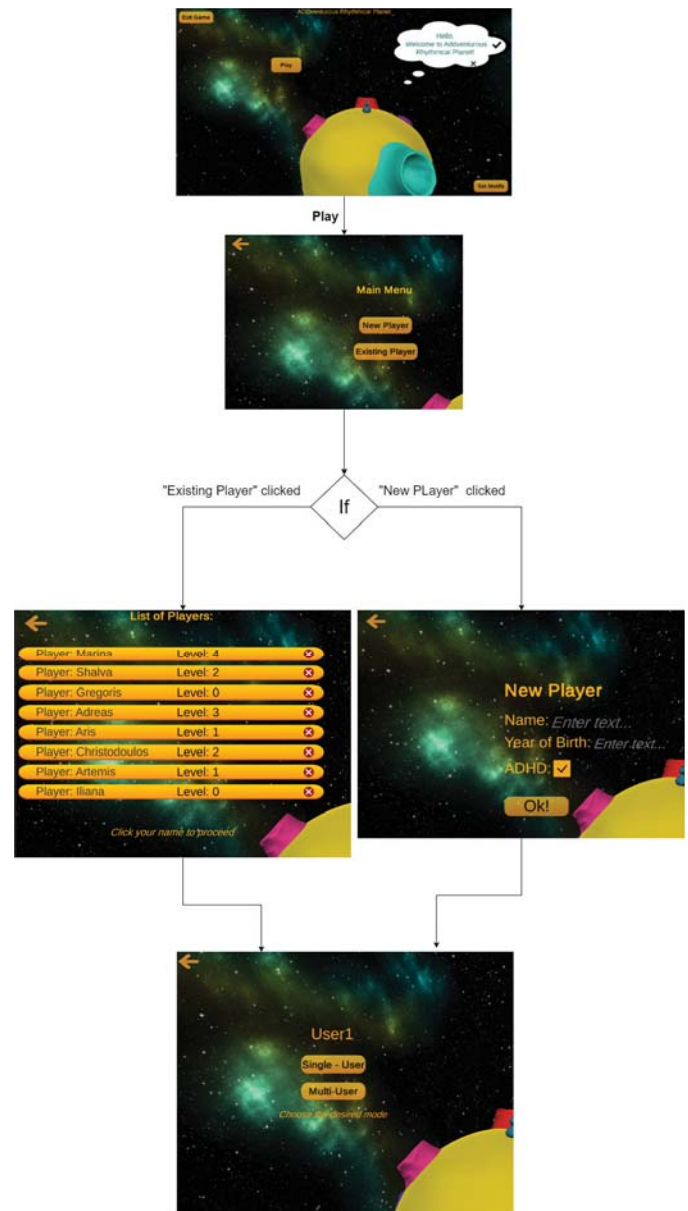 Exit Game
ADDventurous Rhythmical Planet
Hello,
Welcome to Addventurous
Rhythmical Planet!
Play
Set Motifs
Play
Main Menu
New Player
Existing Player
"Existing Player" clicked
If
"New PLayer" clicked
List of Players:
Player: Marina Level: 4
Player: Shalva Level: 2
Player: Gregoris Level: 0
Player: Adreas Level: 3
Player: Aris Level: 1
Player: Christodoulos Level: 2
Player: Artemis Level: 1
Player: Iliana Level: 0
Click your name to proceed
New Player
Name: Enter text...
Year of Birth: Enter text...
ADHD:
Ok!
User1
Single - User
Multi-User
Choose the desired mode